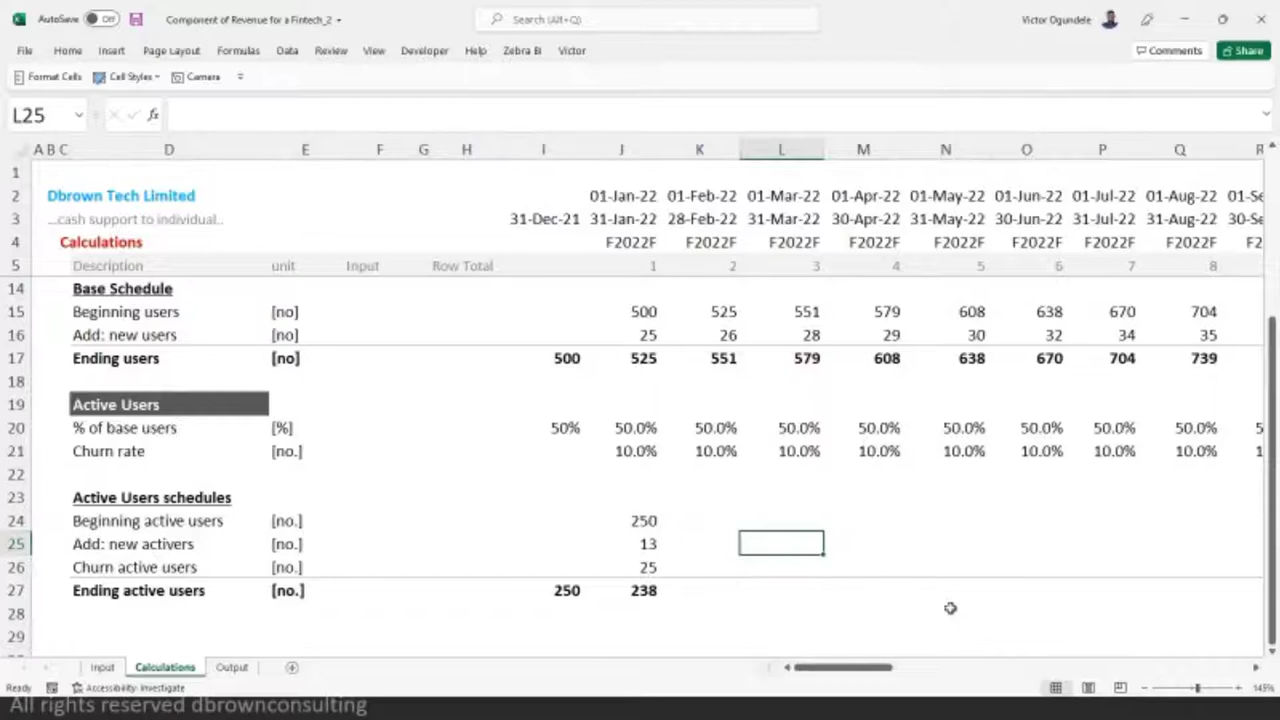 AutoSave Off Component of Revenue for a Fintech_2 Search (Alt+Q) Victor Ogundele
File Home Insert Page Layout Formulas Data Review View Developer Help Zebra BI Victor Comments Share
Format Cells Cell Styles Camera
L25 fx
A B C D E F G H I J K L M N O P Q R
1
2 Dbrown Tech Limited 01-Jan-22 01-Feb-22 01-Mar-22 01-Apr-22 01-May-22 01-Jun-22 01-Jul-22 01-Aug-22 01-Se
3 ...cash support to individual.. 31-Dec-21 31-Jan-22 28-Feb-22 31-Mar-22 30-Apr-22 31-May-22 30-Jun-22 31-Jul-22 31-Aug-22 30-Se
4 Calculations F2022F F2022F F2022F F2022F F2022F F2022F F2022F F2022F F2
5 Description unit Input Row Total 1 2 3 4 5 6 7 8
14 Base Schedule
15 Beginning users [no] 500 525 551 579 608 638 670 704
16 Add: new users [no] 25 26 28 29 30 32 34 35
17 Ending users [no] 500 525 551 579 608 638 670 704 739
18
19 Active Users
20 % of base users [%] 50% 50.0% 50.0% 50.0% 50.0% 50.0% 50.0% 50.0% 50.0% 5
21 Churn rate [no.] 10.0% 10.0% 10.0% 10.0% 10.0% 10.0% 10.0% 10.0% 1
22
23 Active Users schedules
24 Beginning active users [no.] 250
25 Add: new activers [no.] 13
26 Churn active users [no.] 25
27 Ending active users [no.] 250 238
28
29
Input Calculations Output
Ready Accessibility: Investigate 145%
All rights reserved dbrownconsulting